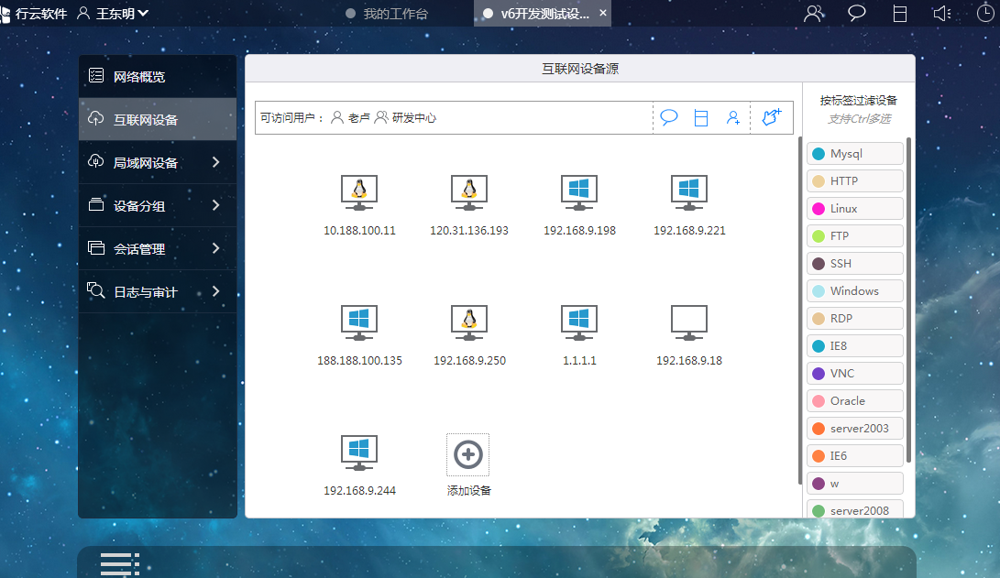 行云软件 王东明 我的工作台 v6开发测试设...
网络概览
互联网设备
局域网设备
设备分组
会话管理
日志与审计
互联网设备源
可访问用户： 老卢 研发中心
10.188.100.11 120.31.136.193 192.168.9.198 192.168.9.221
188.188.100.135 192.168.9.250 1.1.1.1 192.168.9.18
192.168.9.244 添加设备
按标签过滤设备
支持Ctrl多选
Mysql
HTTP
Linux
FTP
SSH
Windows
RDP
IE8
VNC
Oracle
server2003
IE6
w
server2008